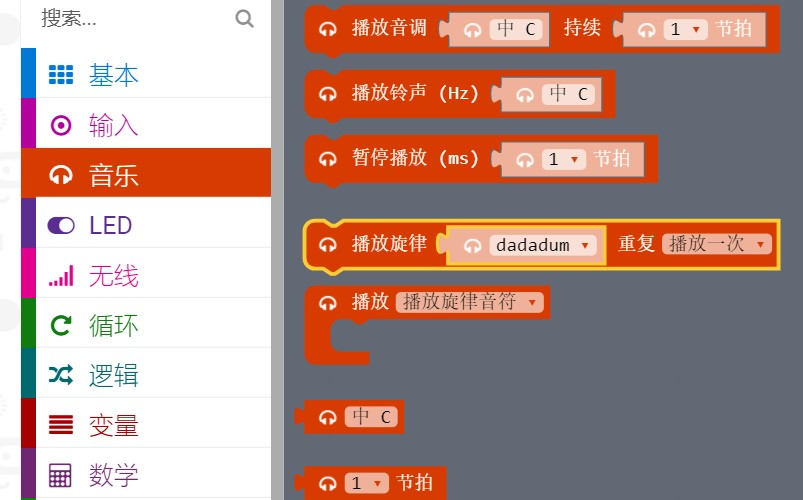 搜索...
基本
输入
音乐
LED
无线
循环
逻辑
变量
数学
播放音调 中 C 持续 1 节拍
播放铃声 (Hz) 中 C
暂停播放 (ms) 1 节拍
播放旋律 dadadum 重复 播放一次
播放 播放旋律音符
中 C
1 节拍